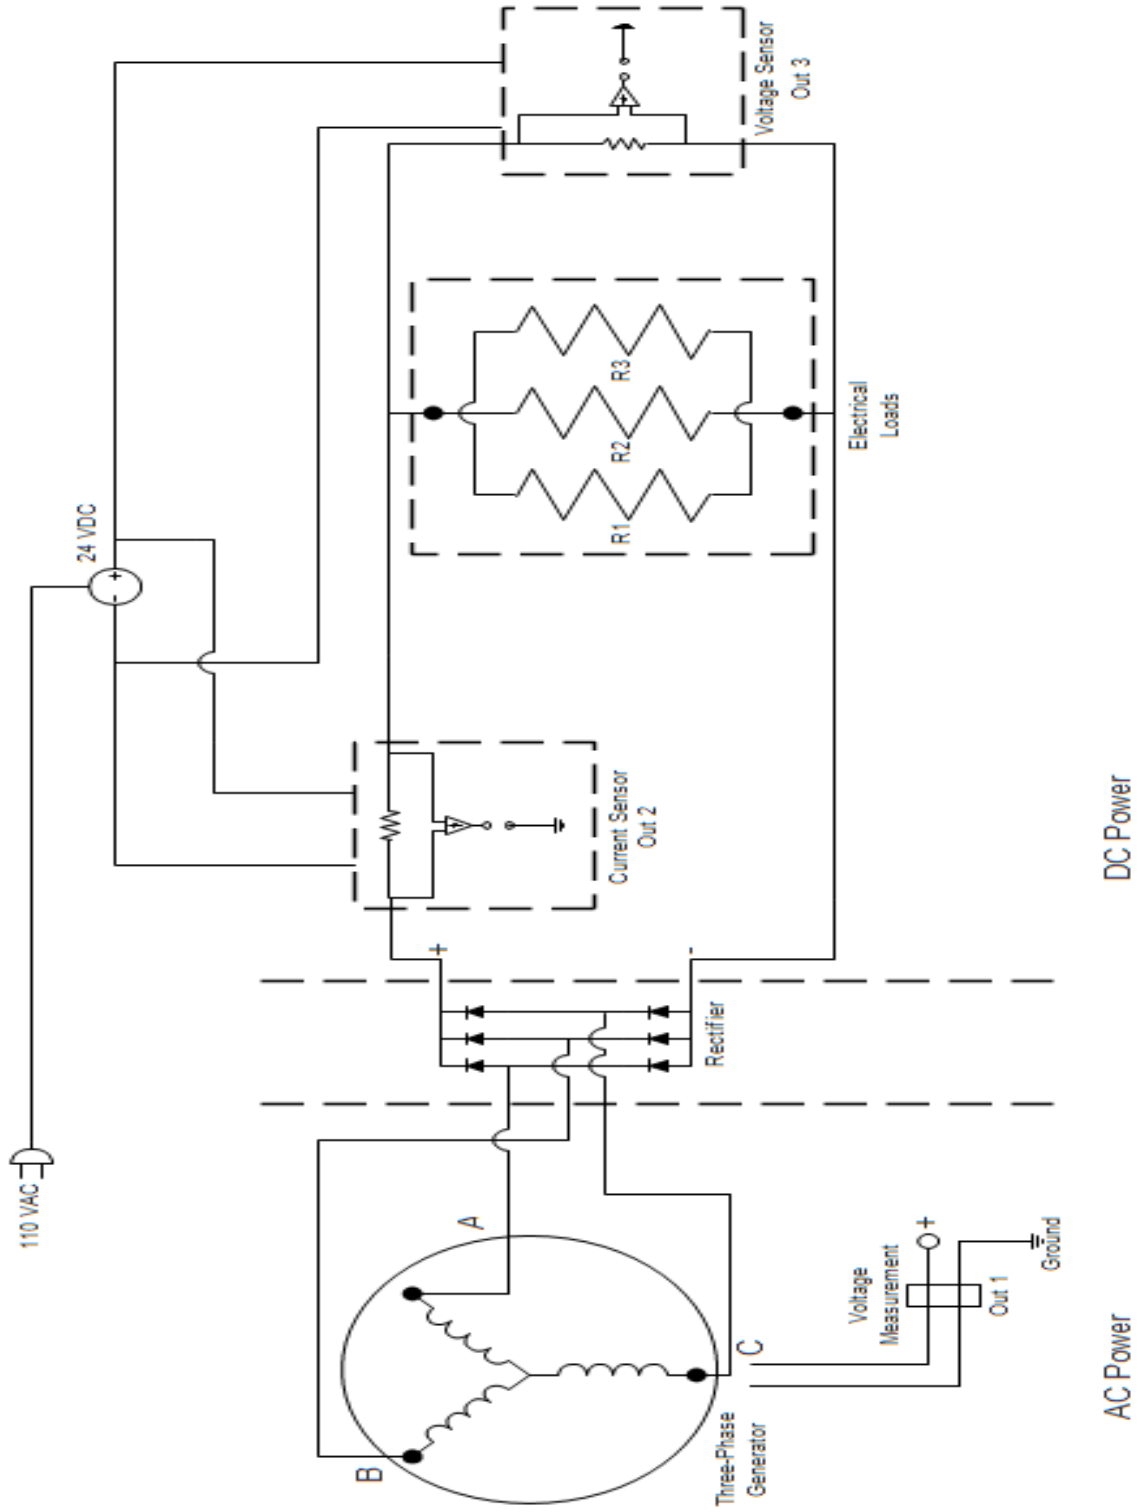 110 VAC
24 VDC
Voltage Sensor
Out 3
+
-
Current Sensor
Out 2
R1
R2
R3
Electrical
Loads
+
-
Rectifier
A
B
C
Three-Phase
Generator
Voltage
Measurement
+
Out 1
Ground
AC Power
DC Power